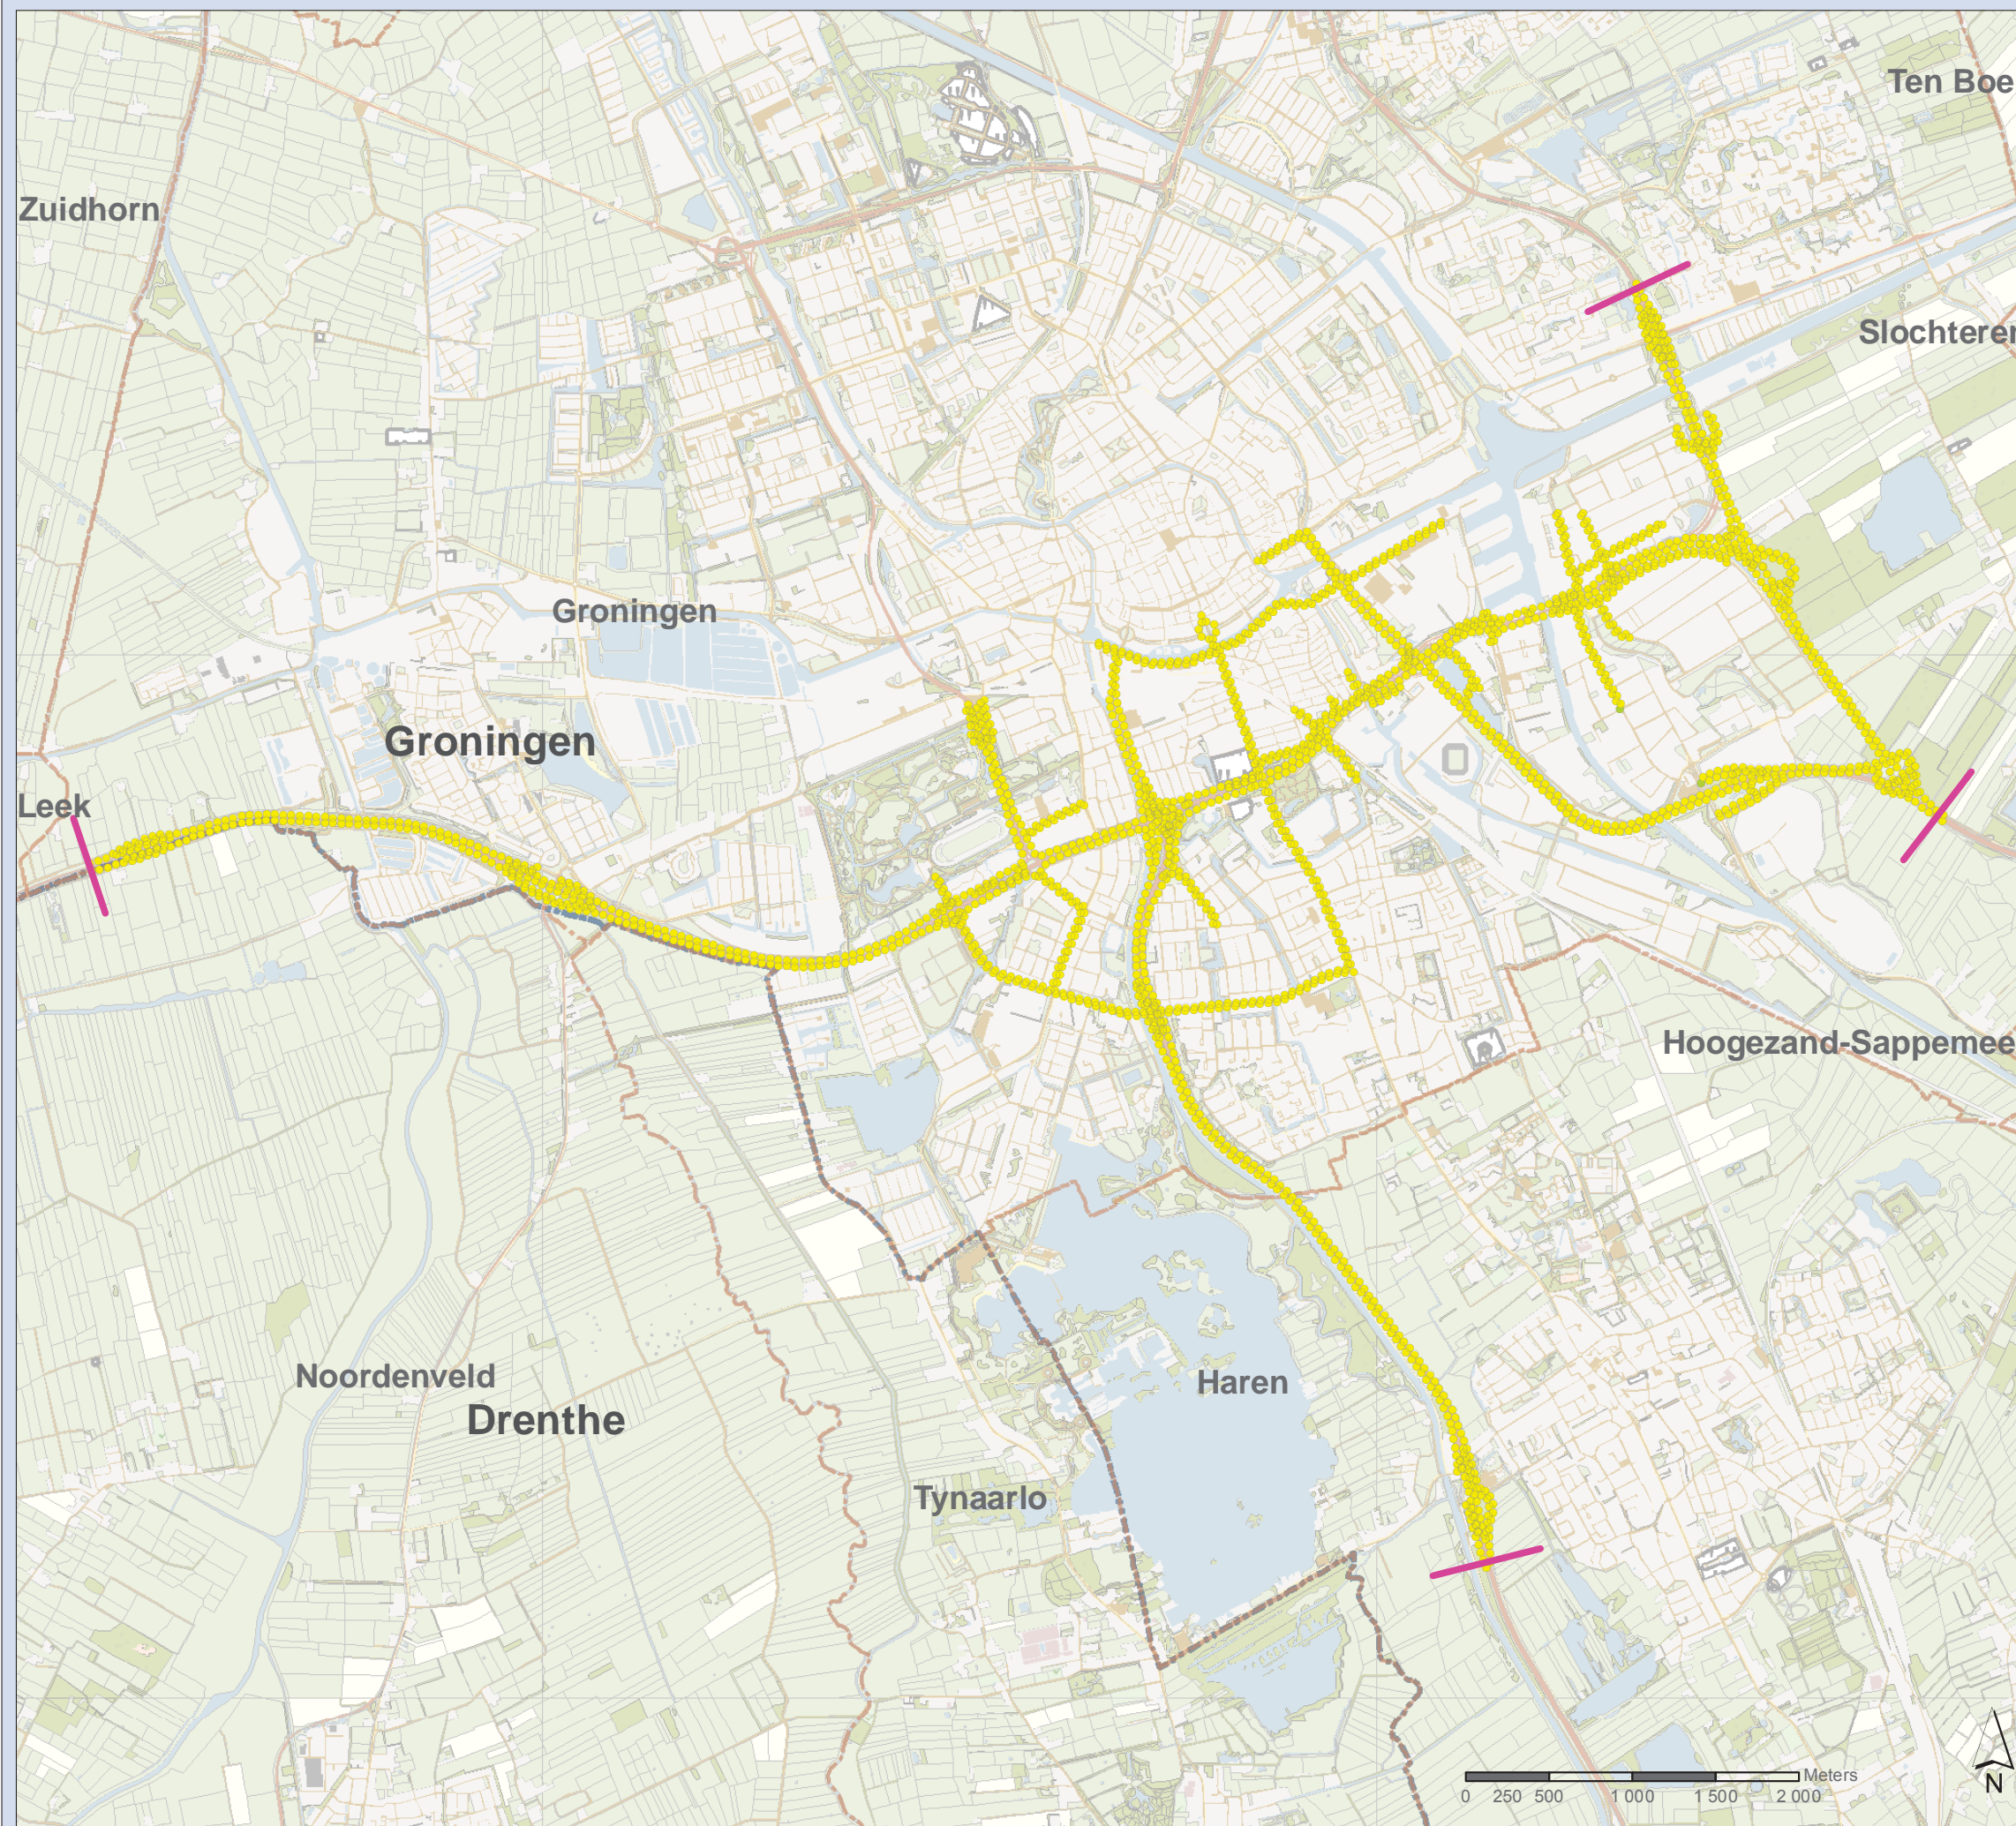 Ten Boe
Zuidhorn
Slochteren
Groningen
Groningen
Leek
Hoogezand-Sappemee
Noordenveld
Haren
Drenthe
Tynaarlo
Meters
0 250 500 1 000 1 500 2 000
N